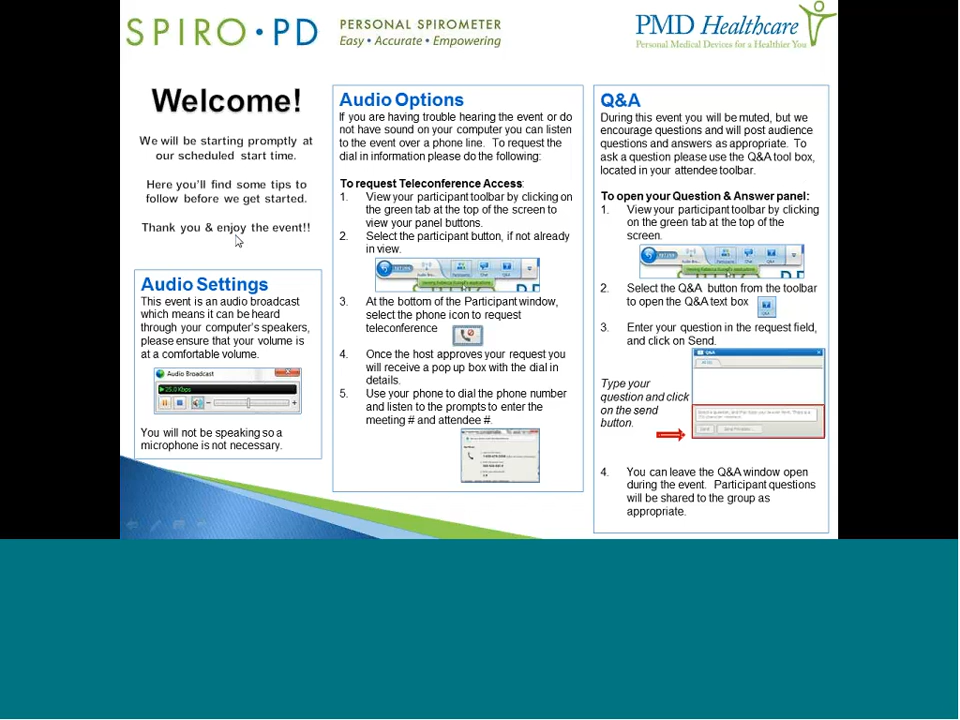 SPIRO • PD
PERSONAL SPIROMETER
Easy • Accurate • Empowering
PMD Healthcare
Personal Medical Devices for a Healthier You
Welcome!
We will be starting promptly at
our scheduled start time.
Here you'll find some tips to
follow before we get started.
Thank you & enjoy the event!!
Audio Settings
This event is an audio broadcast
which means it can be heard
through your computer's speakers,
please ensure that your volume is
at a comfortable volume.
Audio Broadcast
25.0 Kbps
You will not be speaking so a
microphone is not necessary.
Audio Options
If you are having trouble hearing the event or do
not have sound on your computer you can listen
to the event over a phone line. To request the
dial in information please do the following:
To request Teleconference Access:
1. View your participant toolbar by clicking on
the green tab at the top of the screen to
view your panel buttons.
2. Select the participant button, if not already
in view.
3. At the bottom of the Participant window,
select the phone icon to request
teleconference
4. Once the host approves your request you
will receive a pop up box with the dial in
details.
5. Use your phone to dial the phone number
and listen to the prompts to enter the
meeting # and attendee #.
Q&A
During this event you will be muted, but we
encourage questions and will post audience
questions and answers as appropriate. To
ask a question please use the Q&A tool box,
located in your attendee toolbar.
To open your Question & Answer panel:
1. View your participant toolbar by clicking
on the green tab at the top of the
screen.
2. Select the Q&A button from the toolbar
to open the Q&A text box
3. Enter your question in the request field,
and click on Send.
Q&A
Type your
question and click
on the send
button.
4. You can leave the Q&A window open
during the event. Participant questions
will be shared to the group as
appropriate.